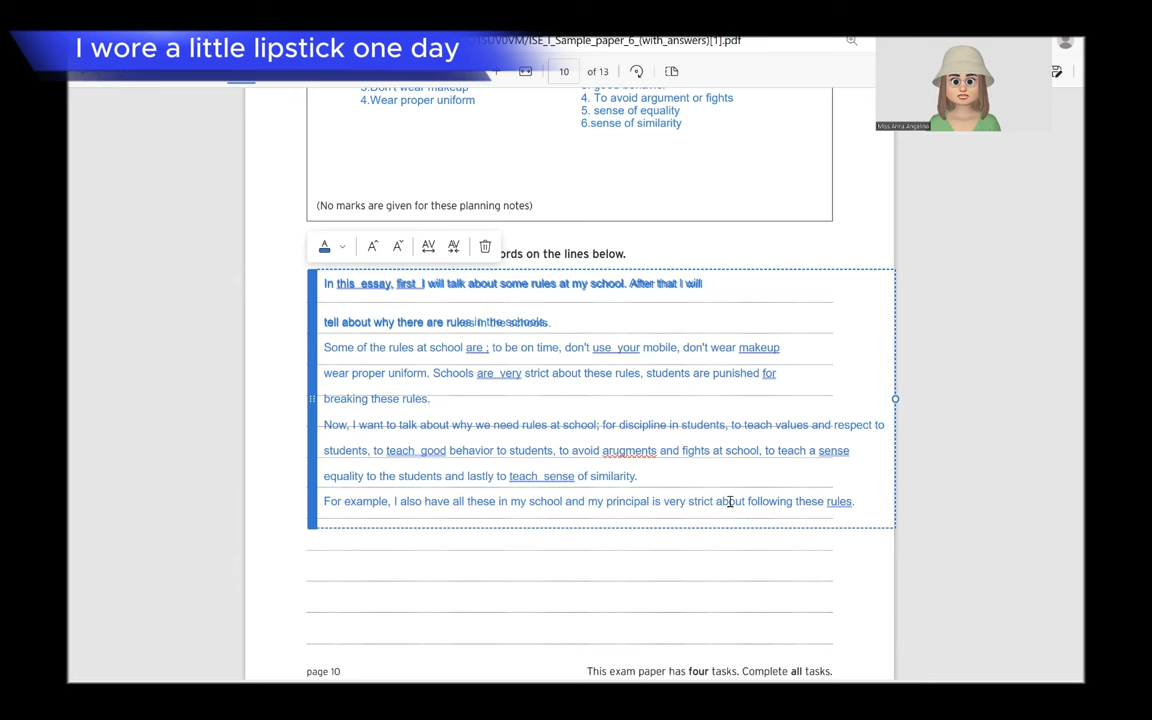 I wore a little lipstick one day
SUV0VM/ISE_I_Sample_paper_6_(with_answers)[1].pdf
10 of 13
Miss Anna Angelina
3.Don't wear makeup
4.Wear proper uniform
4. To avoid argument or fights
5. sense of equality
6.sense of similarity
(No marks are given for these planning notes)
ords on the lines below.
In this essay, first I will talk about some rules at my school. After that I will
tell about why there are rules in the schools.
Some of the rules at school are ; to be on time, don't use your mobile, don't wear makeup
wear proper uniform. Schools are very strict about these rules, students are punished for
breaking these rules.
Now, I want to talk about why we need rules at school; for discipline in students, to teach values and respect to
students, to teach good behavior to students, to avoid arugments and fights at school, to teach a sense
equality to the students and lastly to teach sense of similarity.
For example, I also have all these in my school and my principal is very strict about following these rules.
page 10
This exam paper has four tasks. Complete all tasks.